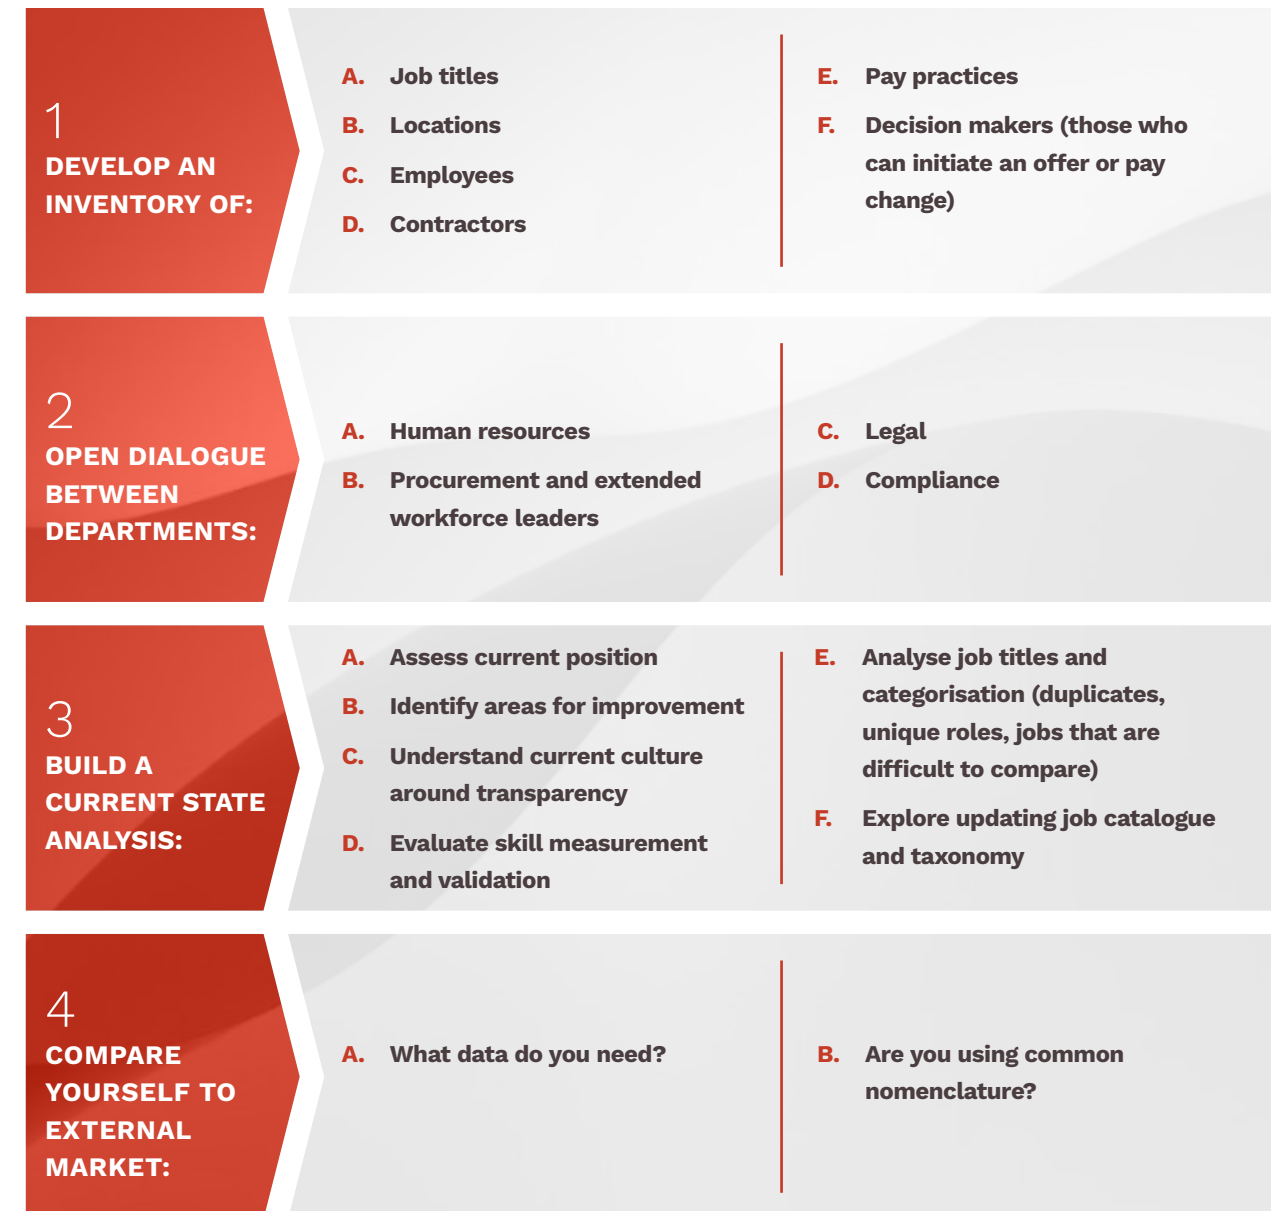 1
DEVELOP AN
INVENTORY OF:
A. Job titles
B. Locations
C. Employees
D. Contractors
E. Pay practices
F. Decision makers (those who
can initiate an offer or pay
change)
2
OPEN DIALOGUE
BETWEEN
DEPARTMENTS:
A. Human resources
B. Procurement and extended
workforce leaders
C. Legal
D. Compliance
3
BUILD A
CURRENT STATE
ANALYSIS:
A. Assess current position
B. Identify areas for improvement
C. Understand current culture
around transparency
D. Evaluate skill measurement
and validation
E. Analyse job titles and
categorisation (duplicates,
unique roles, jobs that are
difficult to compare)
F. Explore updating job catalogue
and taxonomy
4
COMPARE
YOURSELF TO
EXTERNAL
MARKET:
A. What data do you need?
B. Are you using common
nomenclature?